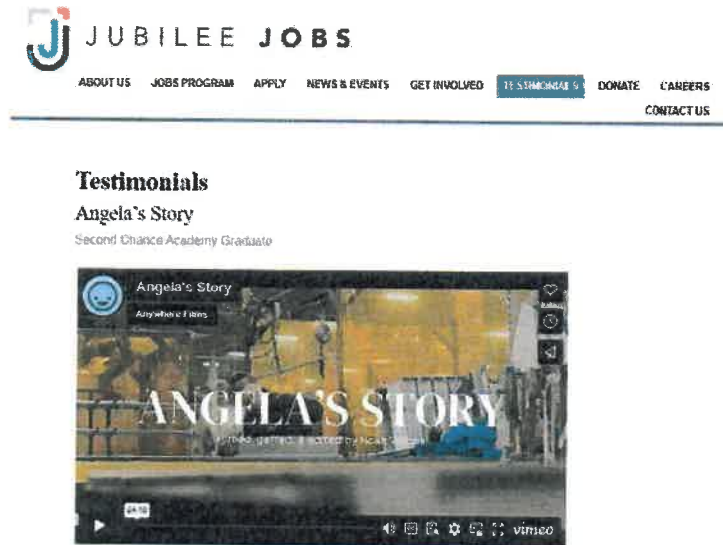 JUBILEE JOBS
ABOUT US JOBS PROGRAM APPLY NEWS & EVENTS GET INVOLVED TESTIMONIALS DONATE CAREERS
CONTACT US
Testimonials
Angela's Story
Second Chance Academy Graduate
Angela's Story
Anywhere Films
ANGELA'S STORY
vimeo